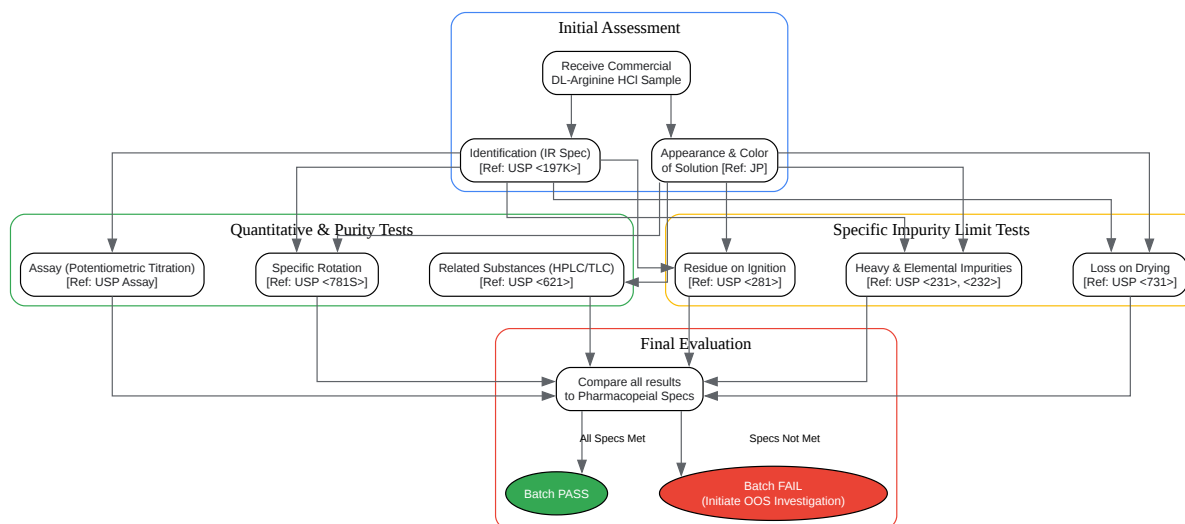 Initial Assessment
Receive Commercial
DL-Arginine HCl Sample
Identification (IR Spec)
[Ref: USP <197K>]
Appearance & Color
of Solution [Ref: JP]
Quantitative & Purity Tests
Specific Impurity Limit Tests
Assay (Potentiometric Titration)
[Ref: USP Assay]
Specific Rotation
[Ref: USP <781S>]
Related Substances (HPLC/TLC)
[Ref: USP <621>]
Residue on Ignition
[Ref: USP <281>]
Heavy & Elemental Impurities
[Ref: USP <231>, <232>]
Loss on Drying
[Ref: USP <731>]
Final Evaluation
Compare all results
to Pharmacopeial Specs
All Specs Met
Specs Not Met
Batch PASS
Batch FAIL
(Initiate OOS Investigation)